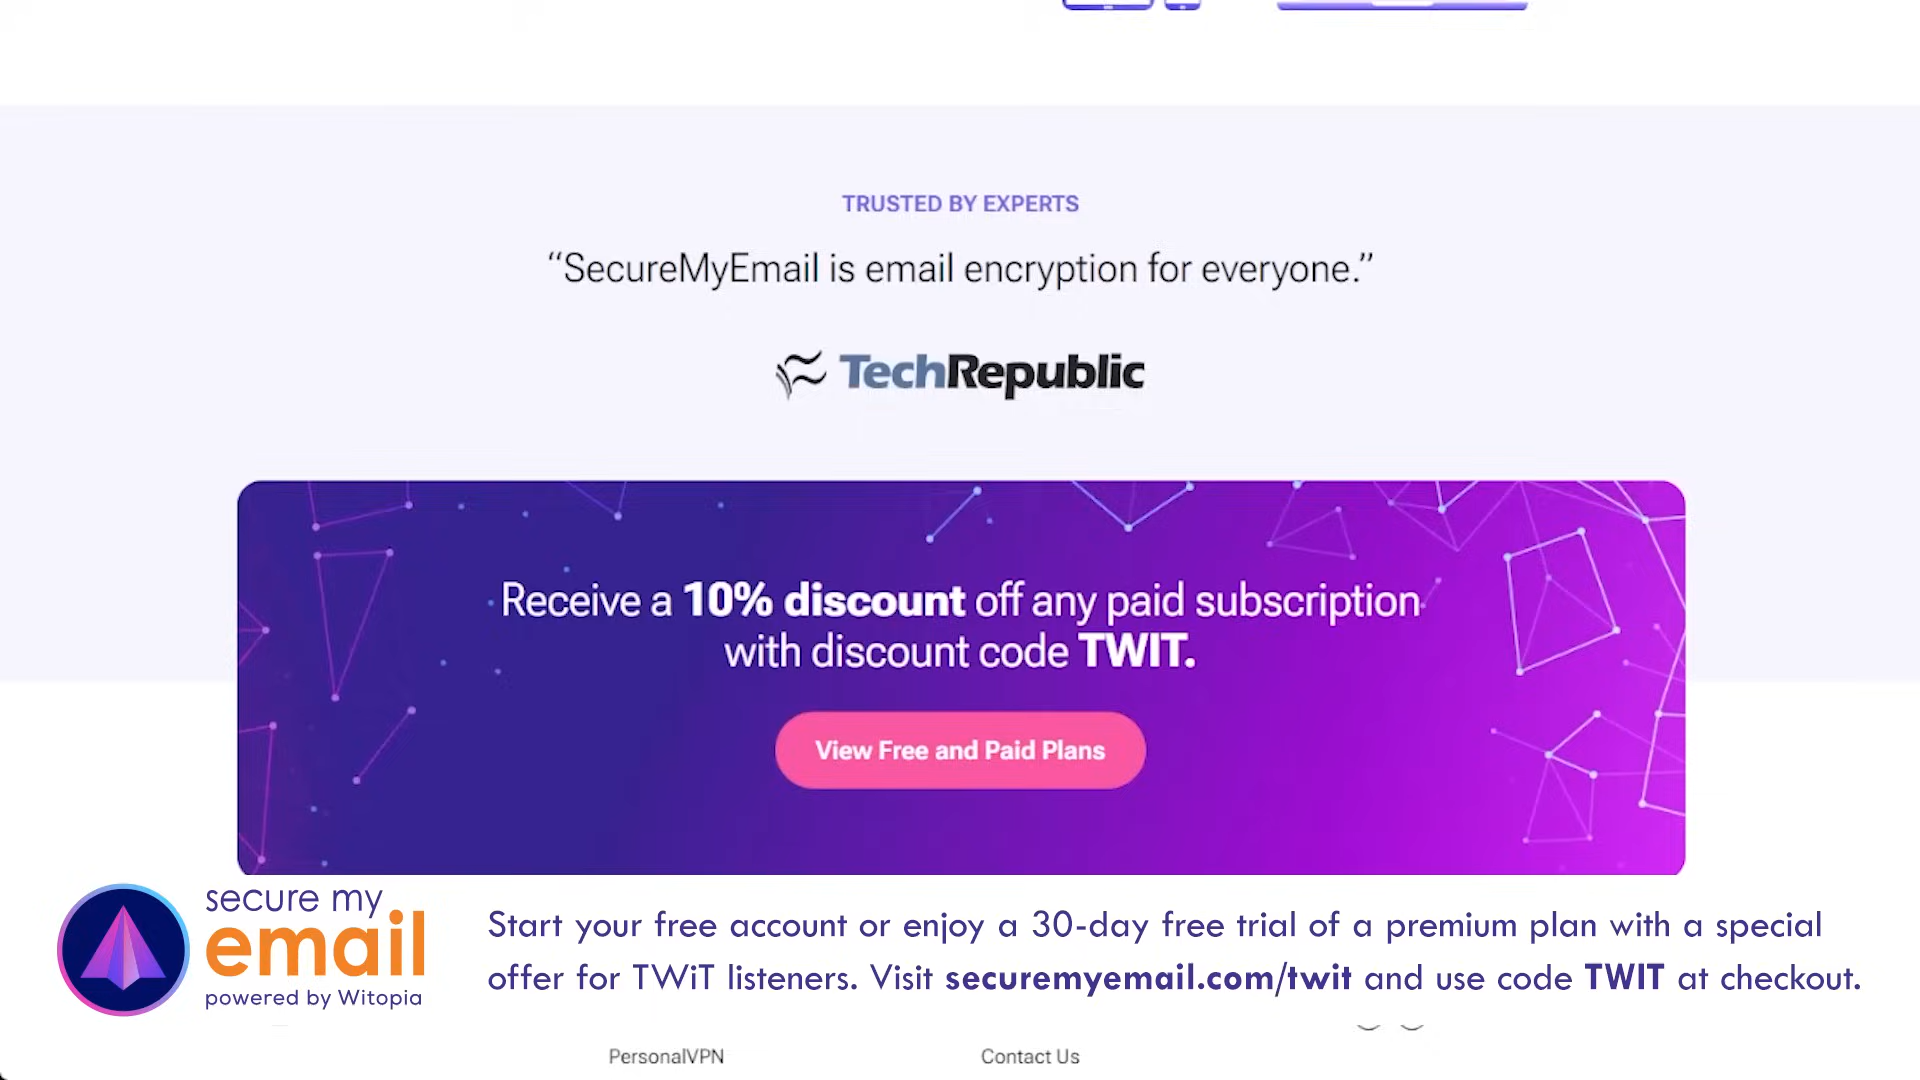 TRUSTED BY EXPERTS
“SecureMyEmail is email encryption for everyone.”
TechRepublic
Receive a 10% discount off any paid subscription
with discount code TWIT.
View Free and Paid Plans
secure my
email
powered by Witopia
Start your free account or enjoy a 30-day free trial of a premium plan with a special
offer for TWiT listeners. Visit securemyemail.com/twit and use code TWIT at checkout.
PersonalVPN
Contact Us